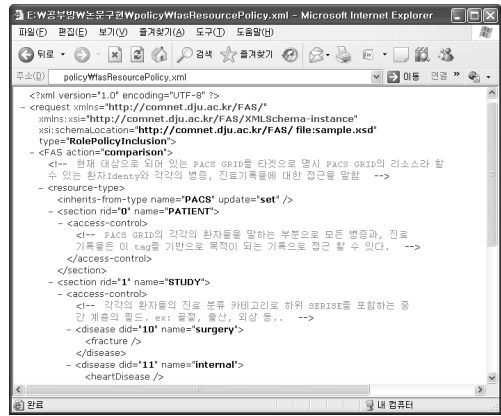 E:₩공부방₩논문구현₩policy₩fasResourcePolicy.xml - Microsoft Internet Explorer
파일(F) 편집(E) 보기(V) 즐겨찾기(A) 도구(T) 도움말(H)
뒤로 검색 즐겨찾기
주소(D) policy₩fasResourcePolicy.xml 이동 연결 »
<?xml version="1.0" encoding="UTF-8" ?>
- <request xmlns="http://comnet.dju.ac.kr/FAS/"
xmlns:xsi="http://comnet.dju.ac.kr/FAS/XMLSchema-instance"
xsi:schemaLocation="http://comnet.dju.ac.kr/FAS/ file:sample.xsd"
type="RolePolicyInclusion">
- <FAS action="comparison">
<!-- 현재 대상으로 되어 있는 PACS GRID를 타겟으로 명시 PACS GRID의 리소스라 할
수 있는 환자Identy와 각각의 병증, 진료기록들에 대한 접근을 말함 -->
- <resource-type>
<inherits-from-type name="PACS" update="set" />
- <section rid="0" name="PATIENT">
- <access-control>
<!-- PACS GRID의 각각의 환자들을 말하는 부분으로 모든 병증과, 진료
기록들은 이 tag를 기반으로 목적이 되는 기록으로 접근 할 수 있다. -->
</access-control>
</section>
- <section rid="1" name="STUDY">
- <access-control>
<!-- 각각의 환자들의 진료 분류 카테고리로 하위 SERISE를 포함하는 중
간 계층의 필드. ex: 골절, 출산, 외상 등.. -->
- <disease did="10" name="surgery">
<fracture />
</disease>
- <disease did="11" name="internal">
<heartDisease />
완료 내 컴퓨터